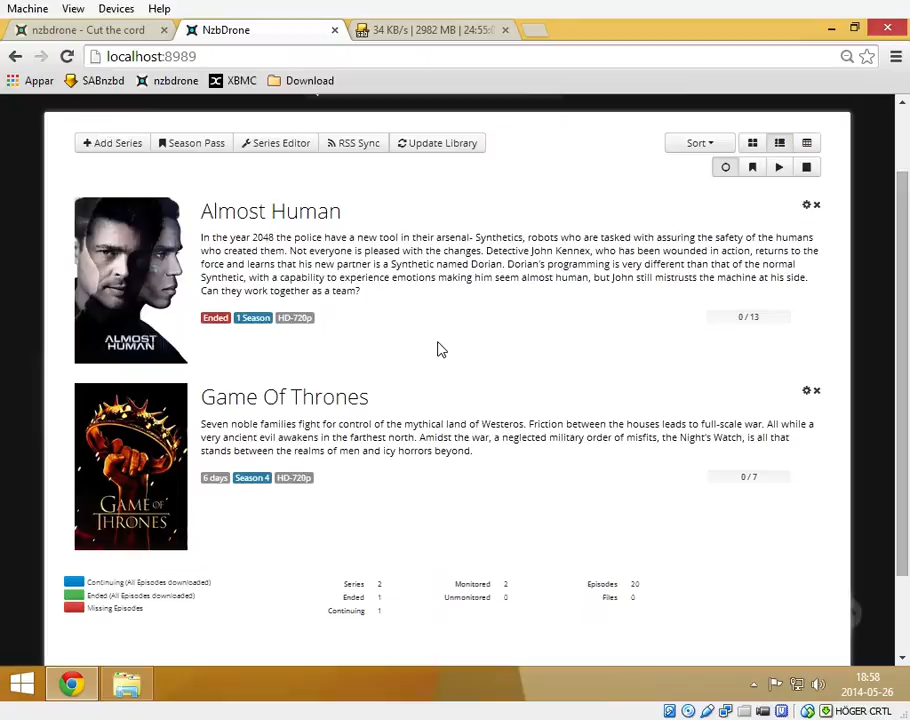 Machine View Devices Help
nzbdrone - Cut the cord NzbDrone 34 KB/s | 2982 MB | 24:55:
localhost:8989
Appar SABnzbd nzbdrone XBMC Download
Add Series Season Pass Series Editor RSS Sync Update Library Sort
Almost Human
In the year 2048 the police have a new tool in their arsenal- Synthetics, robots who are tasked with assuring the safety of the humans
who created them. Not everyone is pleased with the changes. Detective John Kennex, who has been wounded in action, returns to the
force and learns that his new partner is a Synthetic named Dorian. Dorian's programming is very different than that of the normal
Synthetic, with a capability to experience emotions making him seem almost human, but John still mistrusts the machine at his side.
Can they work together as a team?
Ended 1 Season HD-720p 0 / 13
ALMOST
HUMAN
Game Of Thrones
Seven noble families fight for control of the mythical land of Westeros. Friction between the houses leads to full-scale war. All while a
very ancient evil awakens in the farthest north. Amidst the war, a neglected military order of misfits, the Night's Watch, is all that
stands between the realms of men and icy horrors beyond.
6 days Season 4 HD-720p 0 / 7
GAME OF
THRONES
Continuing (All Episodes downloaded) Series 2 Monitored 2 Episodes 20
Ended (All Episodes downloaded) Ended 1 Unmonitored 0 Files 0
Missing Episodes Continuing 1
18:58
2014-05-26
HÖGER CRTL